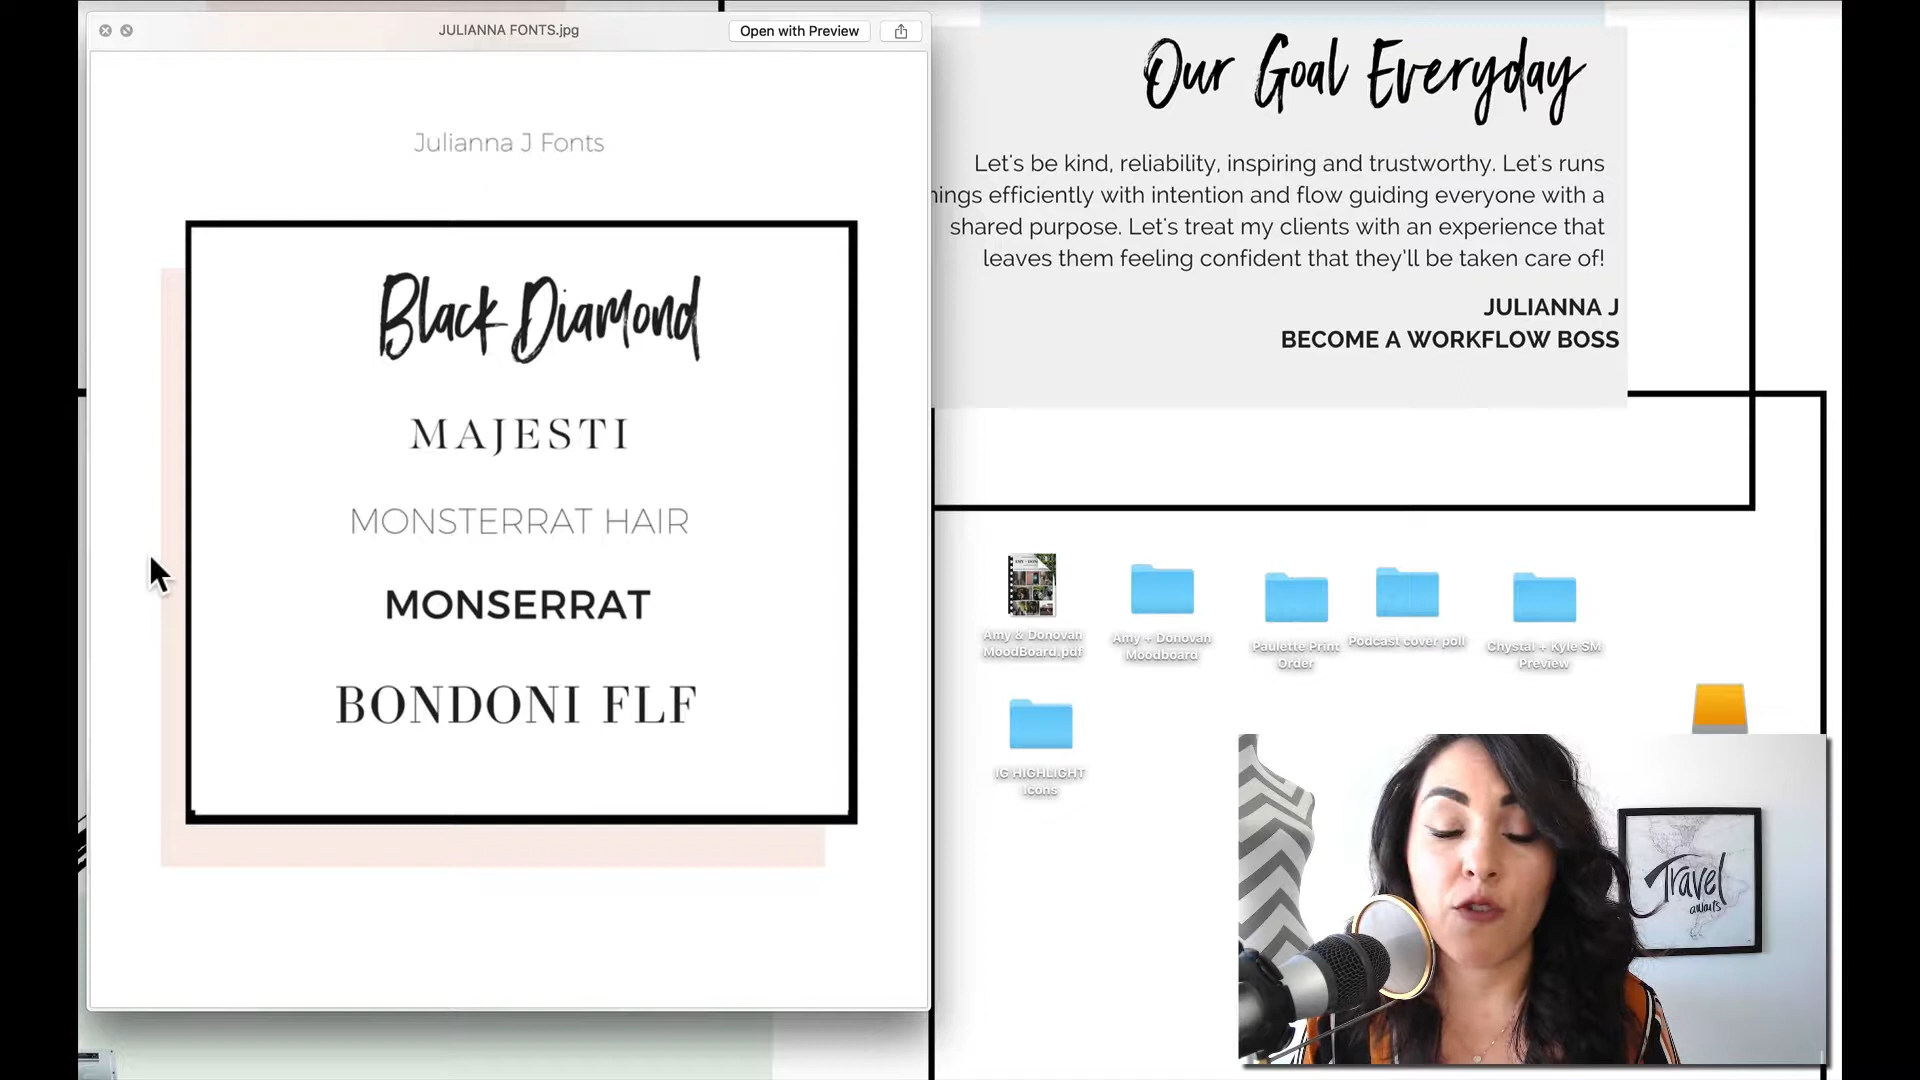 JULIANNA FONTS.jpg
Open with Preview
Julianna J Fonts
Black Diamond
MAJESTI
MONSTERRAT HAIR
MONSERRAT
BONDONI FLF
Our Goal Everyday
Let's be kind, reliability, inspiring and trustworthy. Let's runs
ings efficiently with intention and flow guiding everyone with a
shared purpose. Let's treat my clients with an experience that
leaves them feeling confident that they'll be taken care of!
JULIANNA J
BECOME A WORKFLOW BOSS
Amy & Donovan
MoodBoard.pdf
Amy + Donovan
Moodboard
Paulette Print
Order
Podcast cover poll
Chystal + Kyle SM
Preview
IG HIGHLIGHT
Icons
Travel
awaits